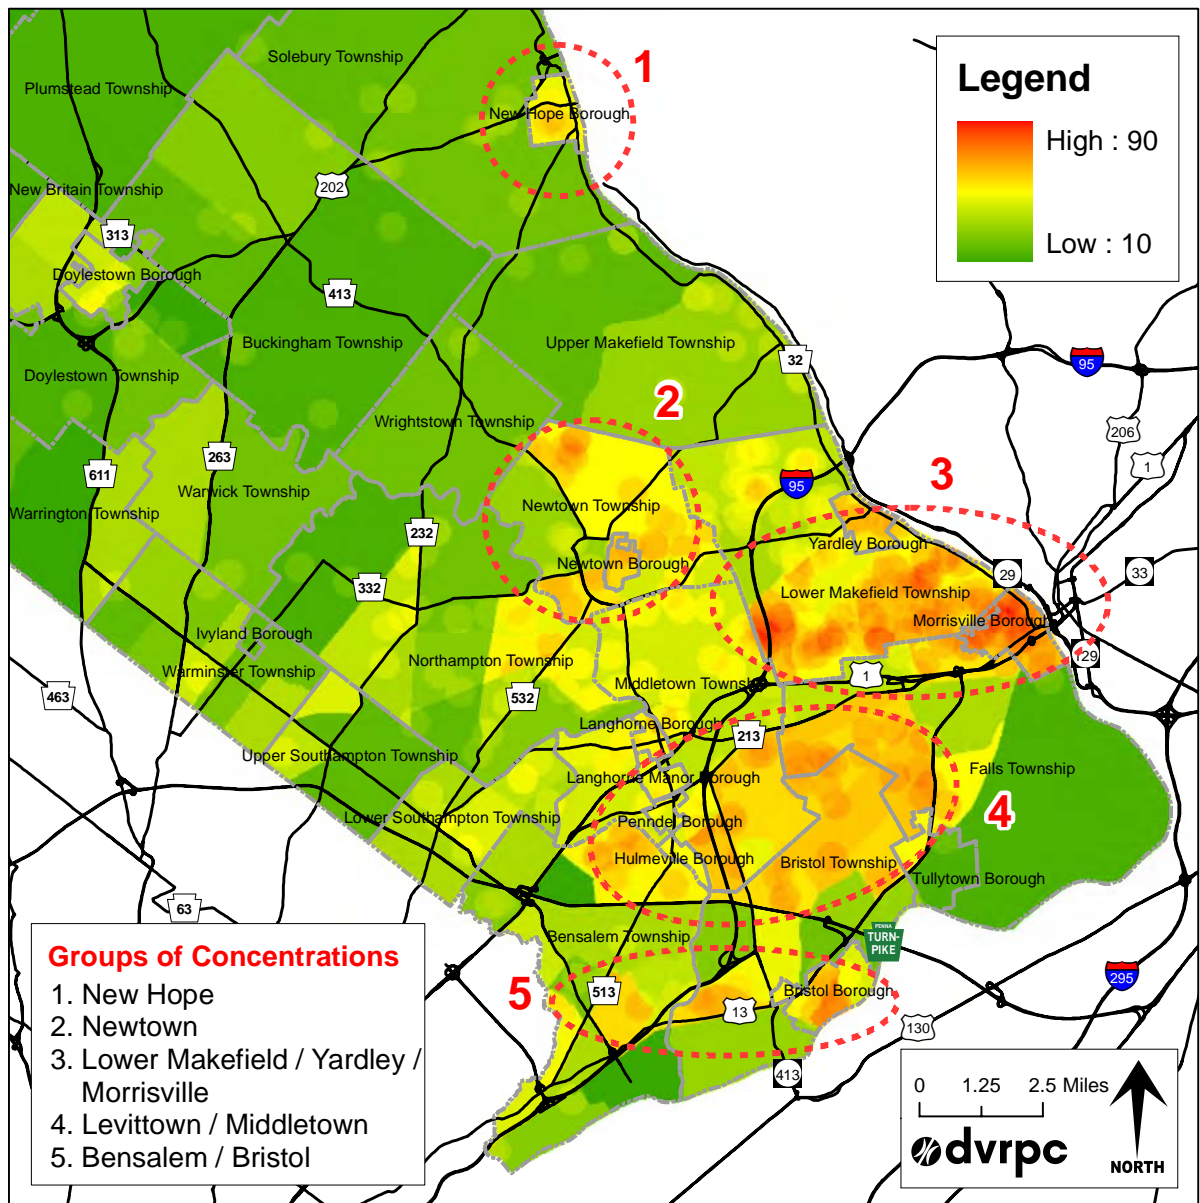 Solebury Township
1
Plumstead Township
New Hope Borough
Legend
High : 90
Low : 10
New Britain Township
202
313
Doylestown Borough
413
Buckingham Township
Upper Makefield Township
32
95
Doylestown Township
2
206
Wrightstown Township
1
263
611
95
3
Warwick Township
Newtown Township
Warrington Township
232
Yardley Borough
Newtown Borough
29
33
332
Lower Makefield Township
Morrisville Borough
Ivyland Borough
129
Northampton Township
Warminster Township
1
463
532
Middletown Township
Langhorne Borough
213
Upper Southampton Township
Falls Township
Langhorne Manor Borough
4
Lower Southampton Township
Penndel Borough
Hulmeville Borough
Bristol Township
Tullytown Borough
63
Bensalem Township
PENNA
TURN-
PIKE
295
5
513
Bristol Borough
13
130
413
Groups of Concentrations
1. New Hope
2. Newtown
3. Lower Makefield / Yardley /
Morrisville
4. Levittown / Middletown
5. Bensalem / Bristol
0 1.25 2.5 Miles
dvrpc
NORTH